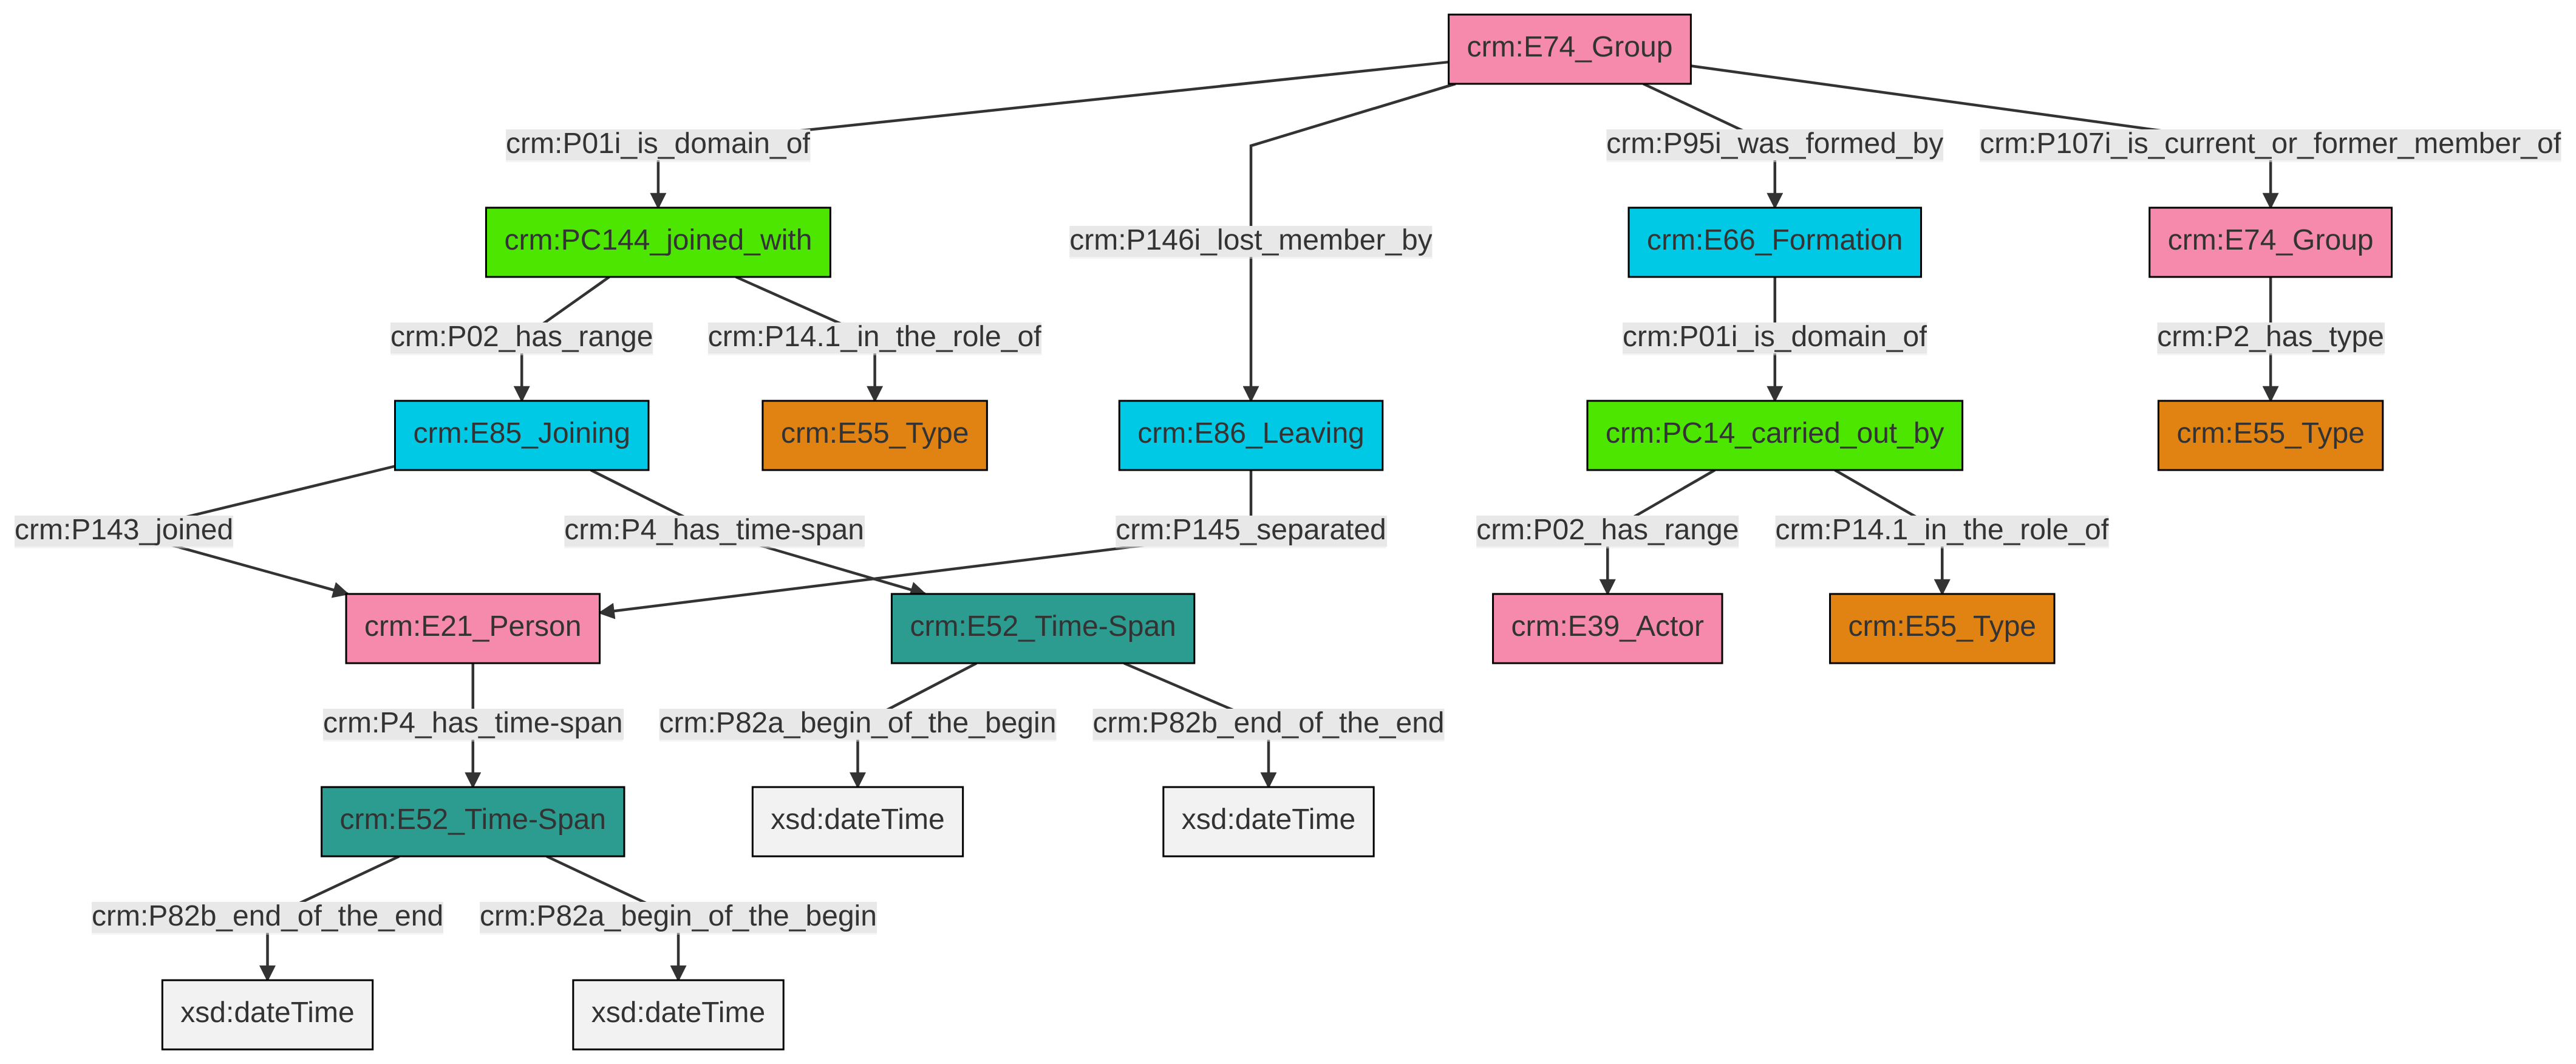 crm:E74_Group
crm:P01i_is_domain_of
crm:P95i_was_formed_by
crm:P107i_is_current_or_former_member_of
crm:PC144_joined_with
crm:P146i_lost_member_by
crm:E66_Formation
crm:E74_Group
crm:P02_has_range
crm:P14.1_in_the_role_of
crm:P01i_is_domain_of
crm:P2_has_type
crm:E85_Joining
crm:E55_Type
crm:E86_Leaving
crm:PC14_carried_out_by
crm:E55_Type
crm:P143_joined
crm:P4_has_time-span
crm:P145_separated
crm:P02_has_range
crm:P14.1_in_the_role_of
crm:E21_Person
crm:E52_Time-Span
crm:E39_Actor
crm:E55_Type
crm:P4_has_time-span
crm:P82a_begin_of_the_begin
crm:P82b_end_of_the_end
crm:E52_Time-Span
xsd:dateTime
xsd:dateTime
crm:P82b_end_of_the_end
crm:P82a_begin_of_the_begin
xsd:dateTime
xsd:dateTime